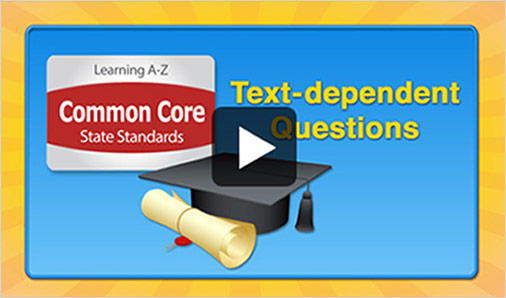 Learning A-Z
Common Core
State Standards
Text-dependent
Questions